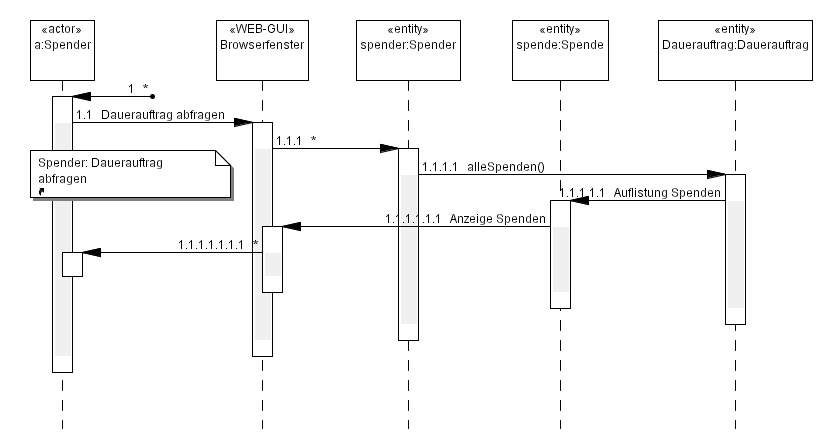 «actor»
a:Spender
«WEB-GUI»
Browserfenster
«entity»
spender:Spender
«entity»
spende:Spende
«entity»
Dauerauftrag:Dauerauftrag
1 *
1.1 Dauerauftrag abfragen
1.1.1 *
Spender: Dauerauftrag
abfragen
1.1.1.1 alleSpenden()
1.1.1.1.1 Auflistung Spenden
1.1.1.1.1.1 Anzeige Spenden
1.1.1.1.1.1.1 *